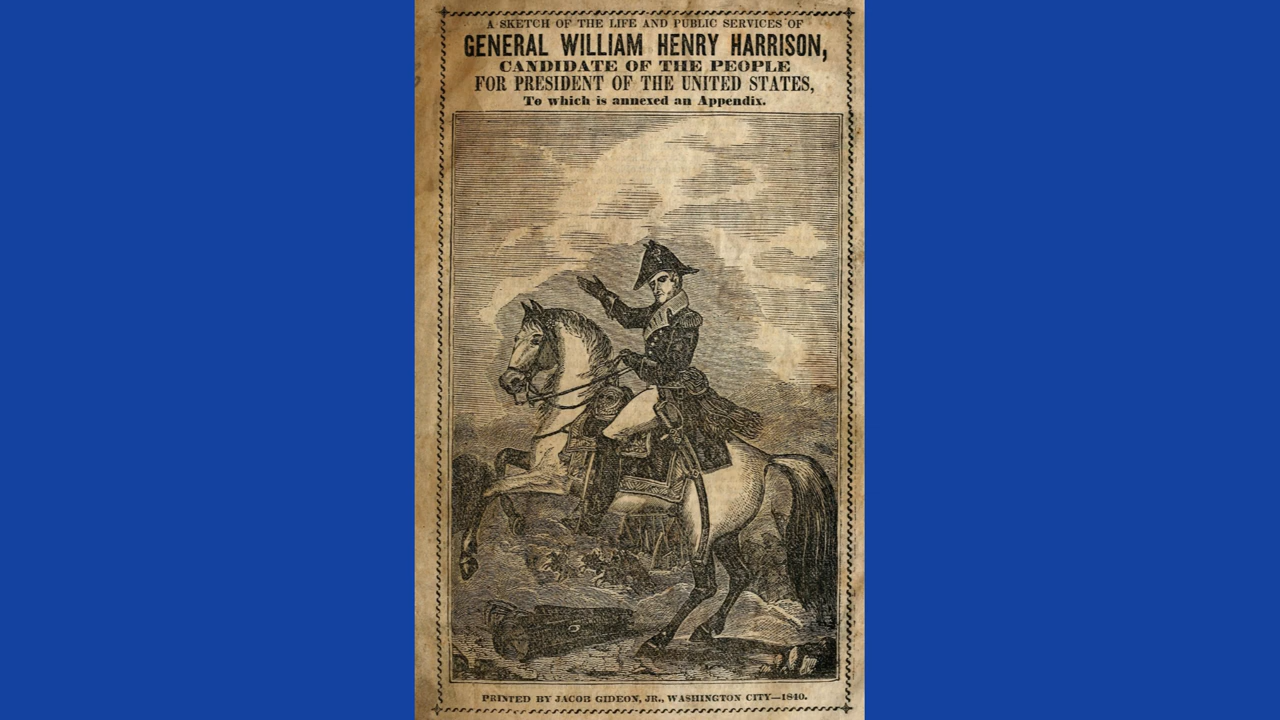 A SKETCH OF THE LIFE AND PUBLIC SERVICES OF
GENERAL WILLIAM HENRY HARRISON,
CANDIDATE OF THE PEOPLE
FOR PRESIDENT OF THE UNITED STATES,
To which is annexed an Appendix.
PRINTED BY JACOB GIDEON, JR., WASHINGTON CITY—1840.